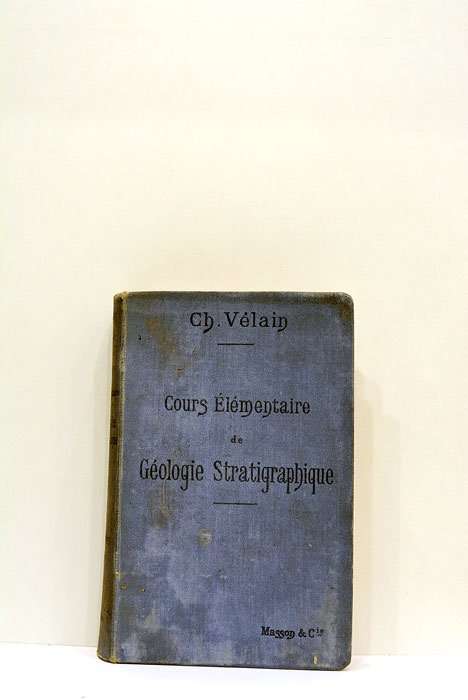 Ch. Vélain
Cours Élémentaire
de
Géologie Stratigraphique
Masson & Cie